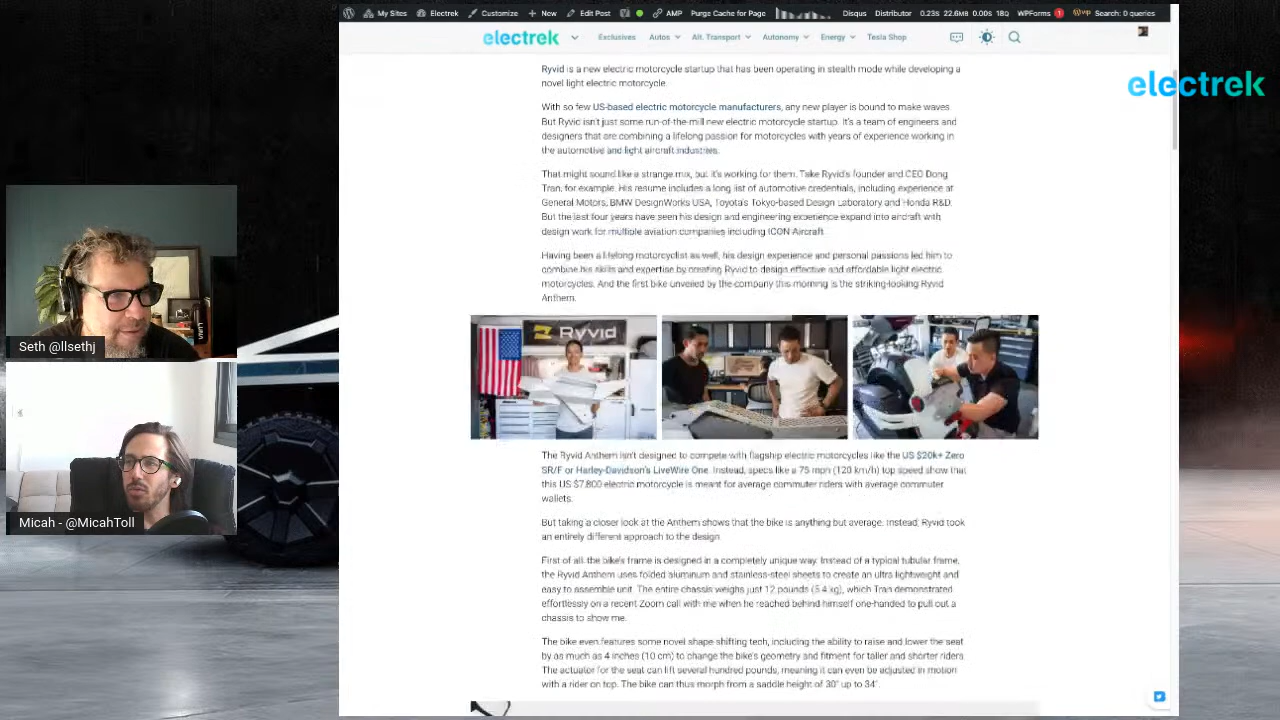 My Sites Electrek Customize New Edit Post AMP Purge Cache for Page Disqus Distributor 0.23s 22.6MB 0.00s 18Q WPForms 1 Search: 0 queries
electrek Exclusives Autos Alt. Transport Autonomy Energy Tesla Shop
electrek
Ryvid is a new electric motorcycle startup that has been operating in stealth mode while developing a
novel light electric motorcycle.
With so few US-based electric motorcycle manufacturers, any new player is bound to make waves.
But Ryvid isn't just some run-of-the-mill new electric motorcycle startup. It's a team of engineers and
designers that are combining a lifelong passion for motorcycles with years of experience working in
the automotive and light aircraft industries.
That might sound like a strange mix, but it's working for them. Take Ryvid's founder and CEO Dong
Tran, for example. His resume includes a long list of automotive credentials, including experience at
General Motors, BMW DesignWorks USA, Toyota's Tokyo-based Design Laboratory and Honda R&D.
But the last four years have seen his design and engineering experience expand into aircraft with
design work for multiple aviation companies including ICON Aircraft.
Having been a lifelong motorcyclist as well, his design experience and personal passions led him to
combine his skills and expertise by creating Ryvid to design effective and affordable light electric
motorcycles. And the first bike unveiled by the company this morning is the striking-looking Ryvid
Anthem.
Ryvid
The Ryvid Anthem isn't designed to compete with flagship electric motorcycles like the US $20k+ Zero
SR/F or Harley-Davidson's LiveWire One. Instead, specs like a 75 mph (120 km/h) top speed show that
this US $7,800 electric motorcycle is meant for average commuter riders with average commuter
wallets.
But taking a closer look at the Anthem shows that the bike is anything but average. Instead, Ryvid took
an entirely different approach to the design.
First of all, the bike's frame is designed in a completely unique way. Instead of a typical tubular frame,
the Ryvid Anthem uses folded aluminum and stainless-steel sheets to create an ultra lightweight and
easy to assemble unit. The entire chassis weighs just 12 pounds (5.4 kg), which Tran demonstrated
effortlessly on a recent Zoom call with me when he reached behind himself one-handed to pull out a
chassis to show me.
The bike even features some novel shape-shifting tech, including the ability to raise and lower the seat
by as much as 4 inches (10 cm) to change the bike's geometry and fitment for taller and shorter riders.
The actuator for the seat can lift several hundred pounds, meaning it can even be adjusted in motion
with a rider on top. The bike can thus morph from a saddle height of 30" up to 34".
Seth @llsethj
Micah - @MicahToll